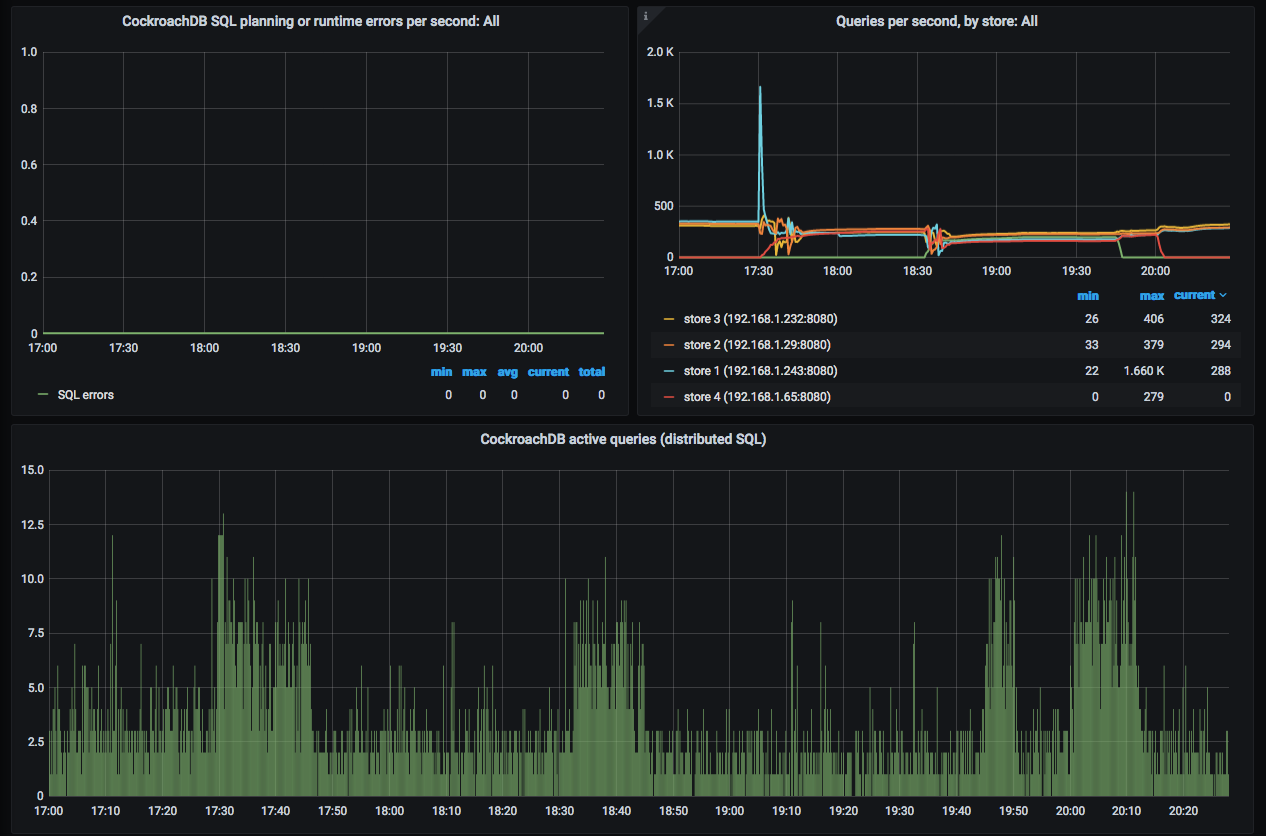 CockroachDB SQL planning or runtime errors per second: All
1.0
0.8
0.6
0.4
0.2
0
17:00 17:30 18:00 18:30 19:00 19:30 20:00
min max avg current total
SQL errors 0 0 0 0 0
i
Queries per second, by store: All
2.0 K
1.5 K
1.0 K
500
0
17:00 17:30 18:00 18:30 19:00 19:30 20:00
min max current
store 3 (192.168.1.232:8080) 26 406 324
store 2 (192.168.1.29:8080) 33 379 294
store 1 (192.168.1.243:8080) 22 1.660 K 288
store 4 (192.168.1.65:8080) 0 279 0
CockroachDB active queries (distributed SQL)
15.0
12.5
10.0
7.5
5.0
2.5
0
17:00 17:10 17:20 17:30 17:40 17:50 18:00 18:10 18:20 18:30 18:40 18:50 19:00 19:10 19:20 19:30 19:40 19:50 20:00 20:10 20:20